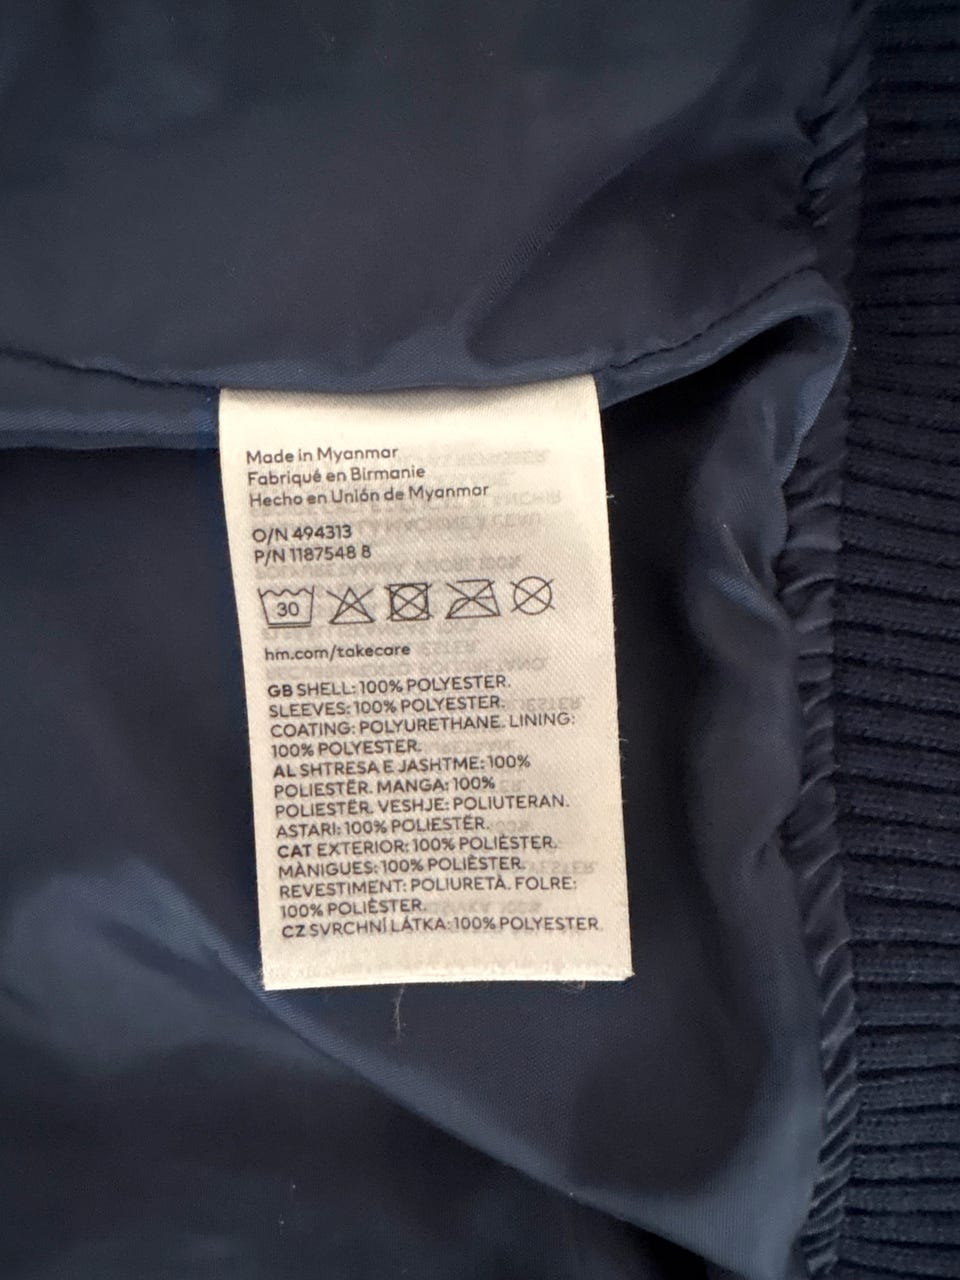 Made in Myanmar
Fabriqué en Birmanie
Hecho en Unión de Myanmar
O/N 494313
P/N 1187548 8
30
hm.com/takecare
GB SHELL: 100% POLYESTER.
SLEEVES: 100% POLYESTER.
COATING: POLYURETHANE. LINING:
100% POLYESTER.
AL SHTRESA E JASHTME: 100%
POLIESTËR. MANGA: 100%
POLIESTËR. VESHJE: POLIUTERAN.
ASTARI: 100% POLIESTËR.
CAT EXTERIOR: 100% POLIÈSTER.
MÀNIGUES: 100% POLIÈSTER.
REVESTIMENT: POLIURETÀ. FOLRE:
100% POLIÈSTER.
CZ SVRCHNÍ LÁTKA: 100% POLYESTER.